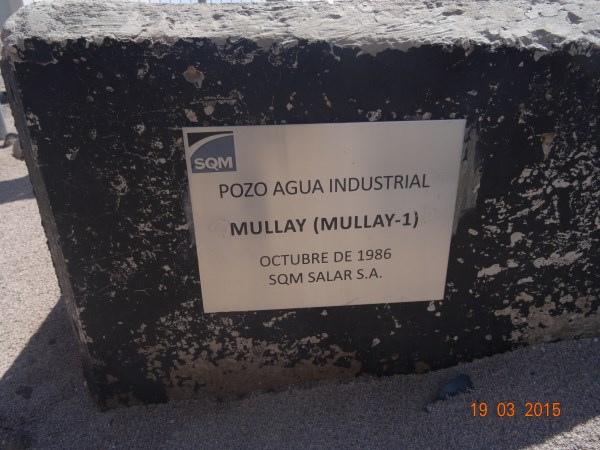 SQM
POZO AGUA INDUSTRIAL
MULLAY (MULLAY-1)
OCTUBRE DE 1986
SQM SALAR S.A.
19 03 2015